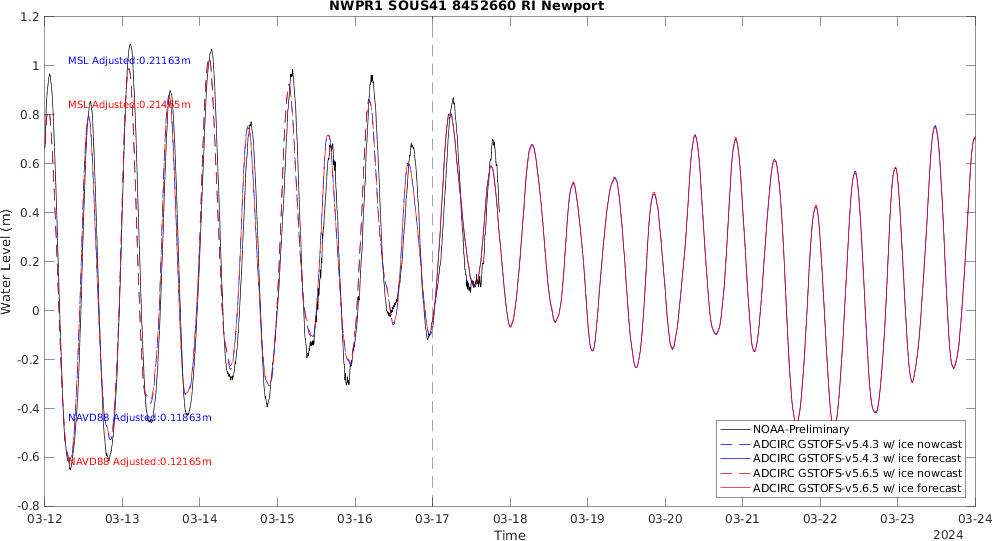 NWPR1 SOUS41 8452660 RI Newport
1.2
1
0.8
0.6
0.4
0.2
0
-0.2
-0.4
-0.6
-0.8
Water Level (m)
MSL Adjusted:0.21163m
MSL Adjusted:0.21485m
NAVD88 Adjusted:0.11863m
NAVD88 Adjusted:0.12165m
NOAA-Preliminary
ADCIRC GSTOFS-v5.4.3 w/ ice nowcast
ADCIRC GSTOFS-v5.4.3 w/ ice forecast
ADCIRC GSTOFS-v5.6.5 w/ ice nowcast
ADCIRC GSTOFS-v5.6.5 w/ ice forecast
03-12 03-13 03-14 03-15 03-16 03-17 03-18 03-19 03-20 03-21 03-22 03-23 03-24
Time
2024